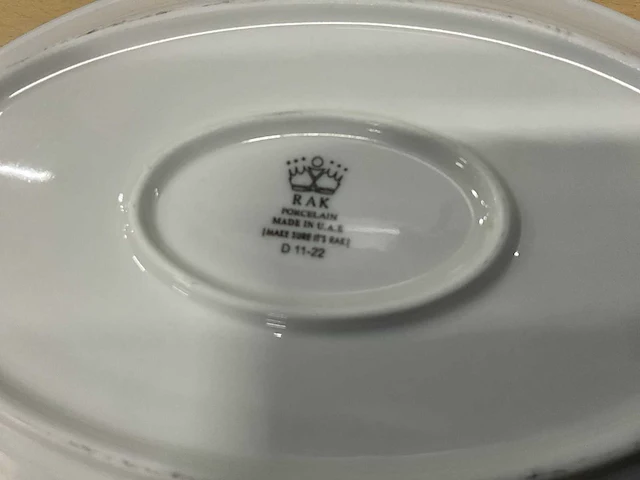 RAK
PORCELAIN
MADE IN U.A.E
[MAKE SURE IT'S RAK]
D 11-22